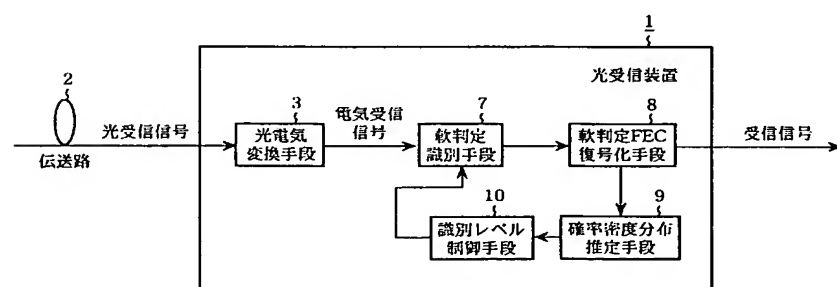 1
光受信装置
2
光受信信号
伝送路
3
光電気
変換手段
電気受信
信号
7
軟判定
識別手段
8
軟判定FEC
復号化手段
受信信号
10
識別レベル
制御手段
9
確率密度分布
推定手段